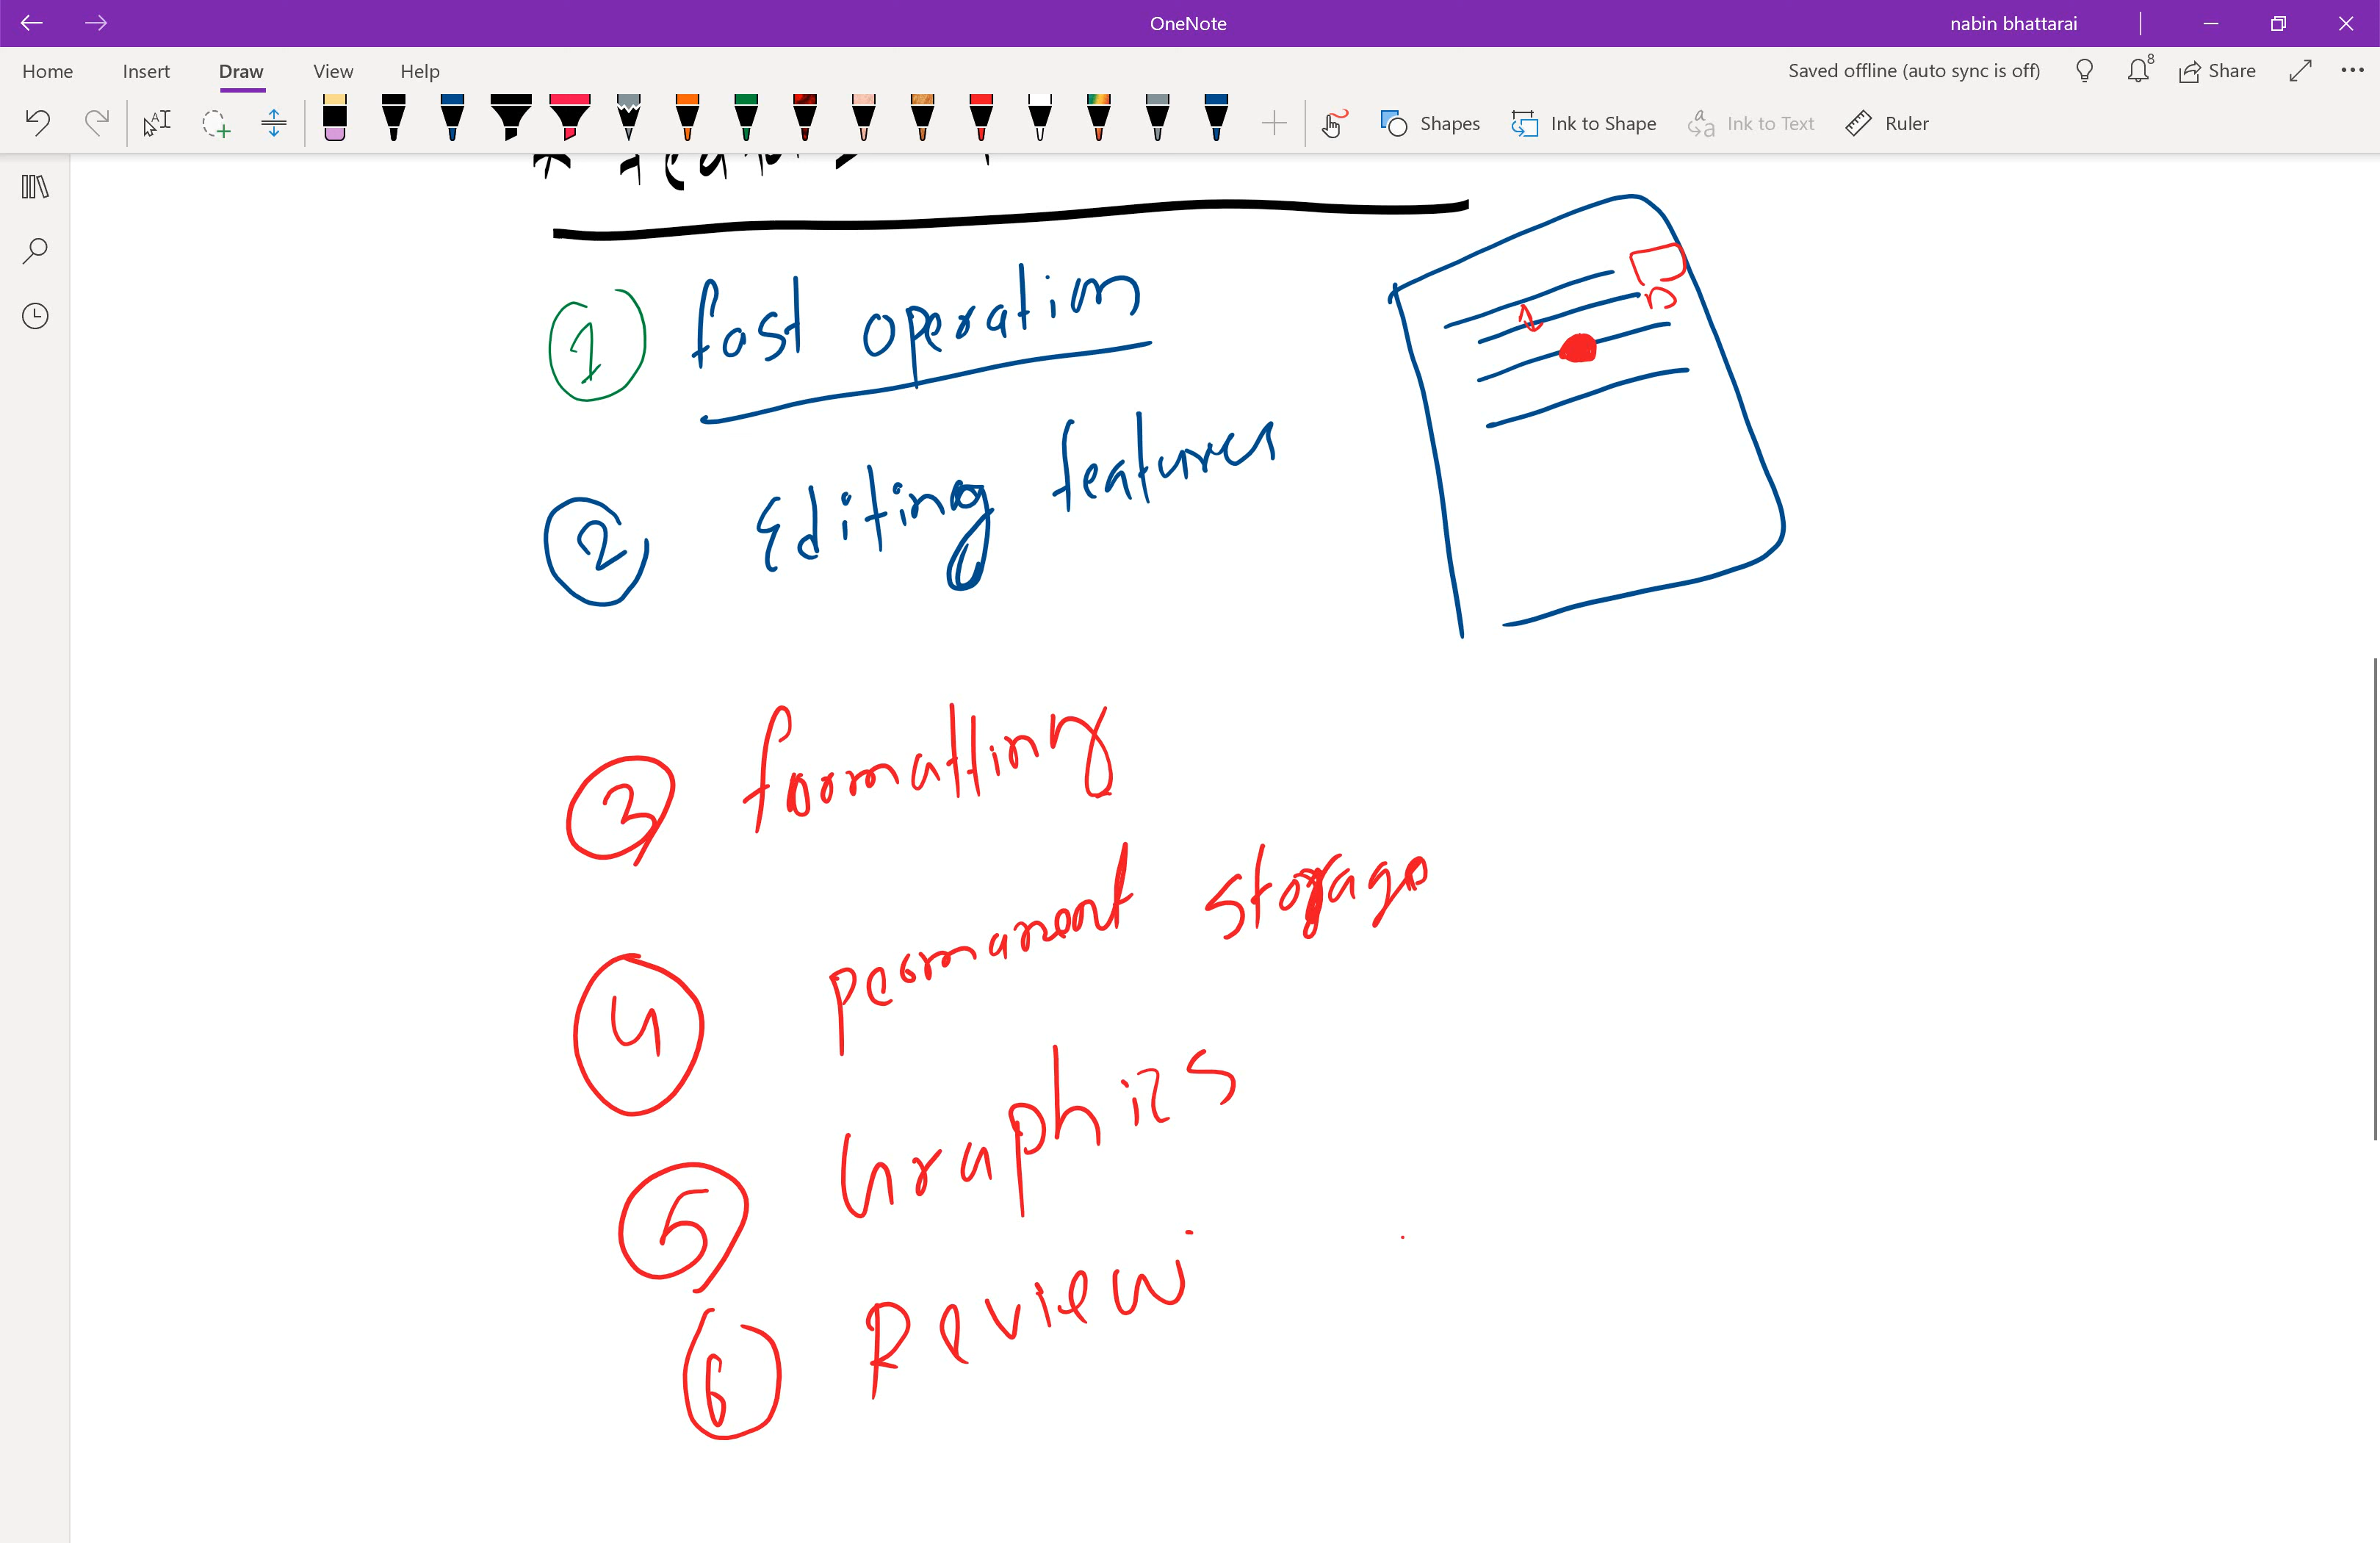 OneNote
nabin bhattarai
Home Insert Draw View Help
Saved offline (auto sync is off) 8 Share
Shapes Ink to Shape Ink to Text Ruler
1 fast operation
2 Editing features
3 formatting
4 permanent storage
5 Graphics
6 Review